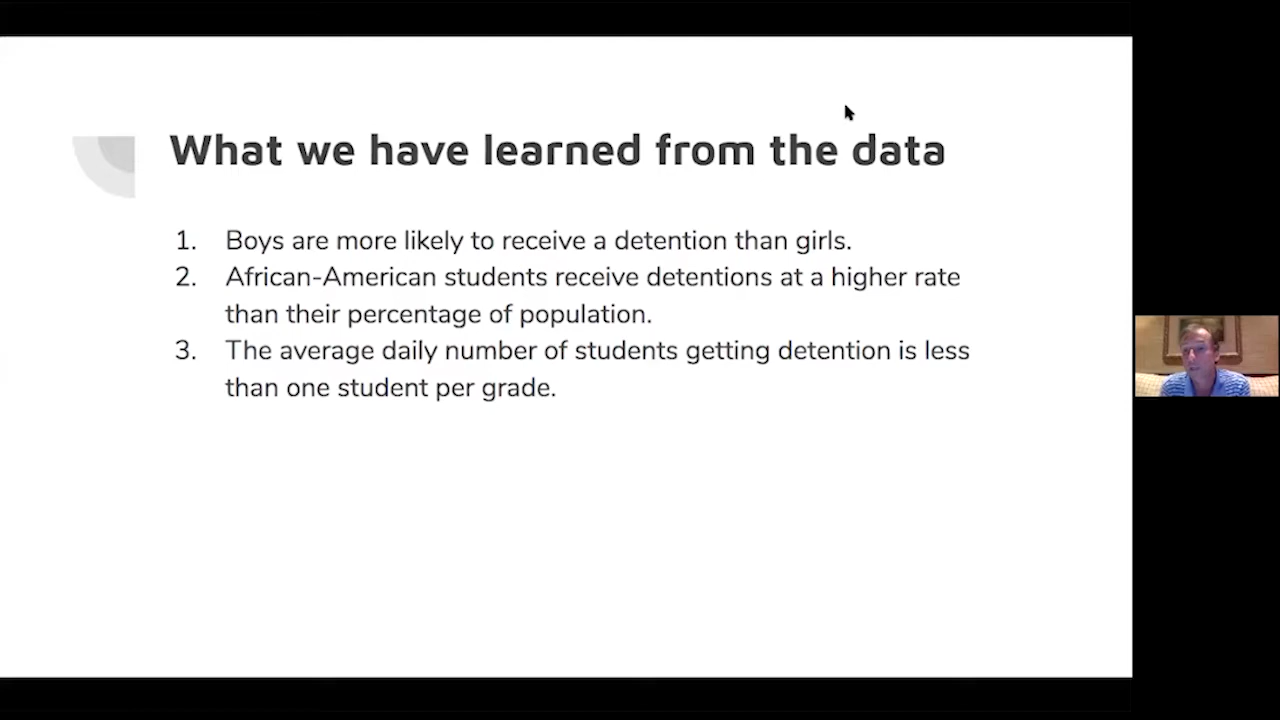 What we have learned from the data
1. Boys are more likely to receive a detention than girls.
2. African-American students receive detentions at a higher rate
than their percentage of population.
3. The average daily number of students getting detention is less
than one student per grade.